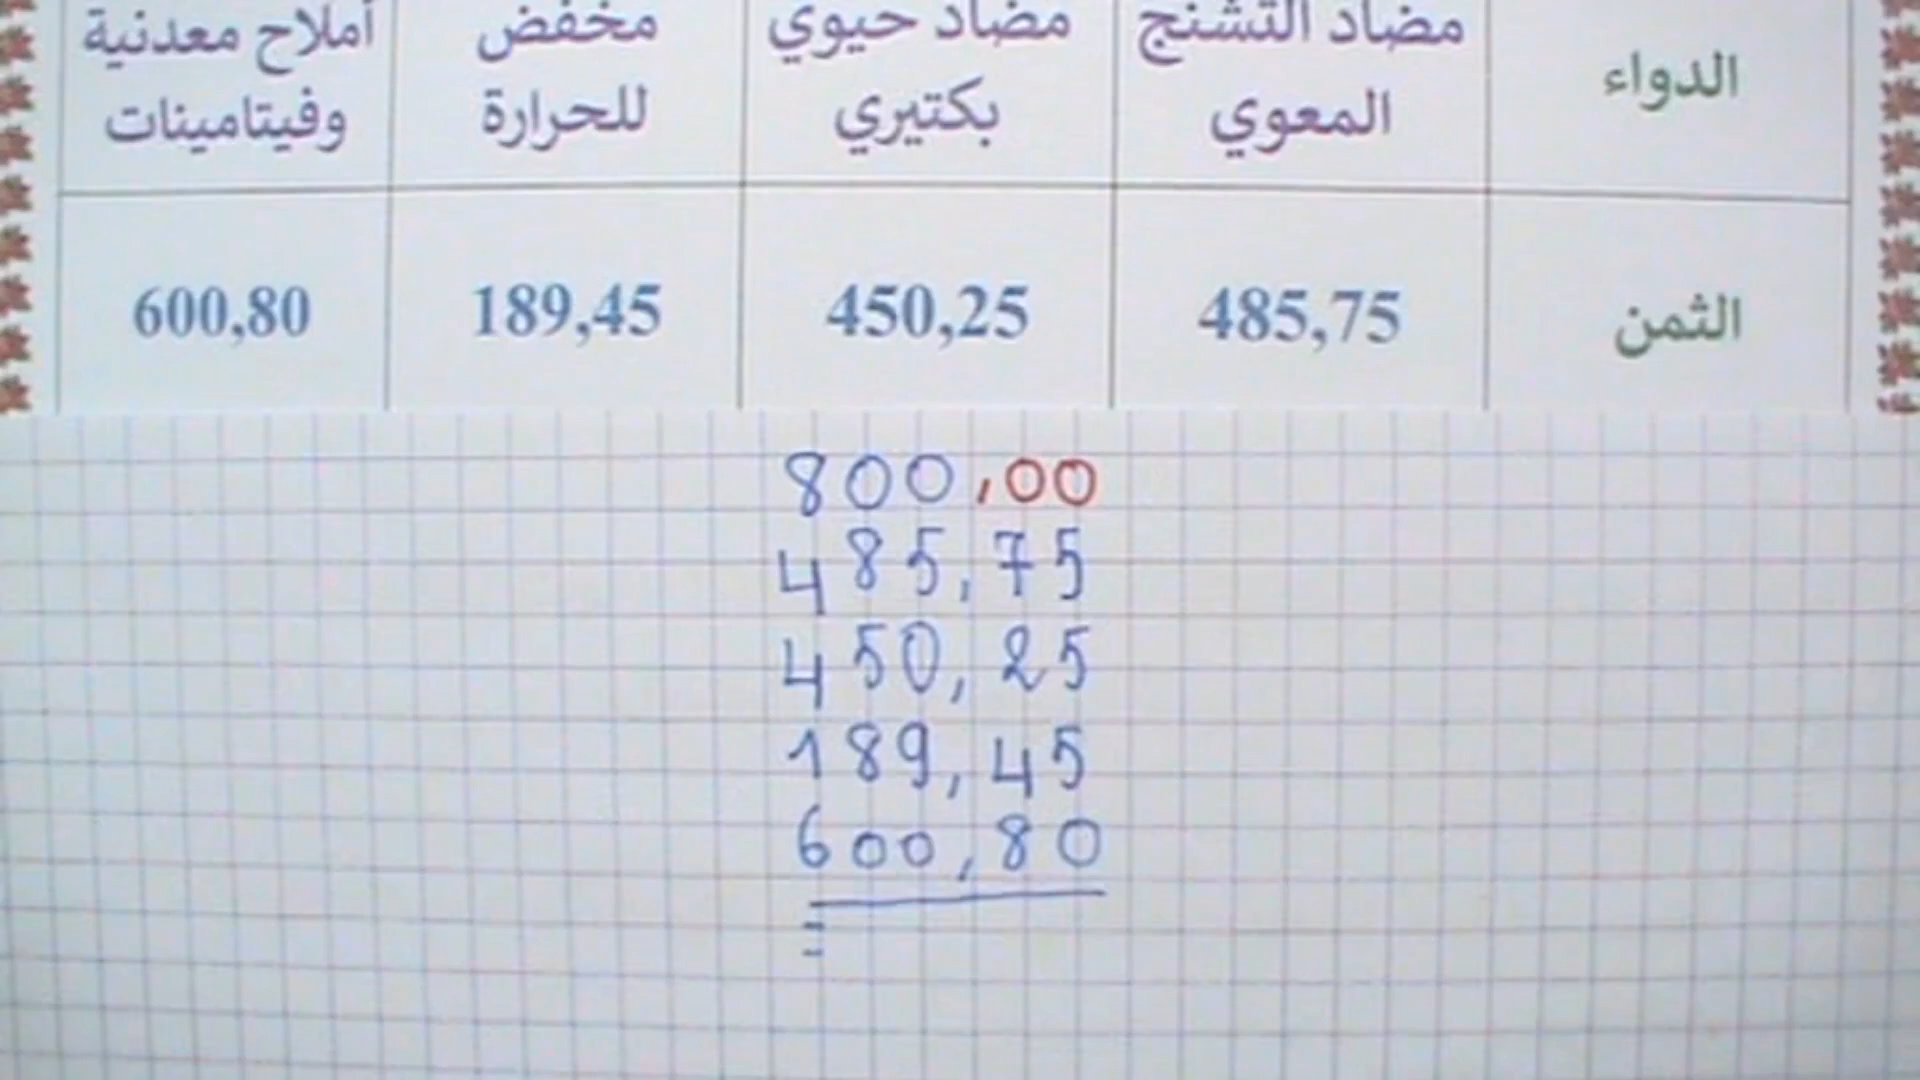 الدواء
مضاد التشنج
المعوي
مضاد حيوي
بكتيري
مخفض
للحرارة
أملاح معدنية
وفيتامينات
الثمن
485,75
450,25
189,45
600,80
800,00
485,75
450,25
189,45
600,80
=